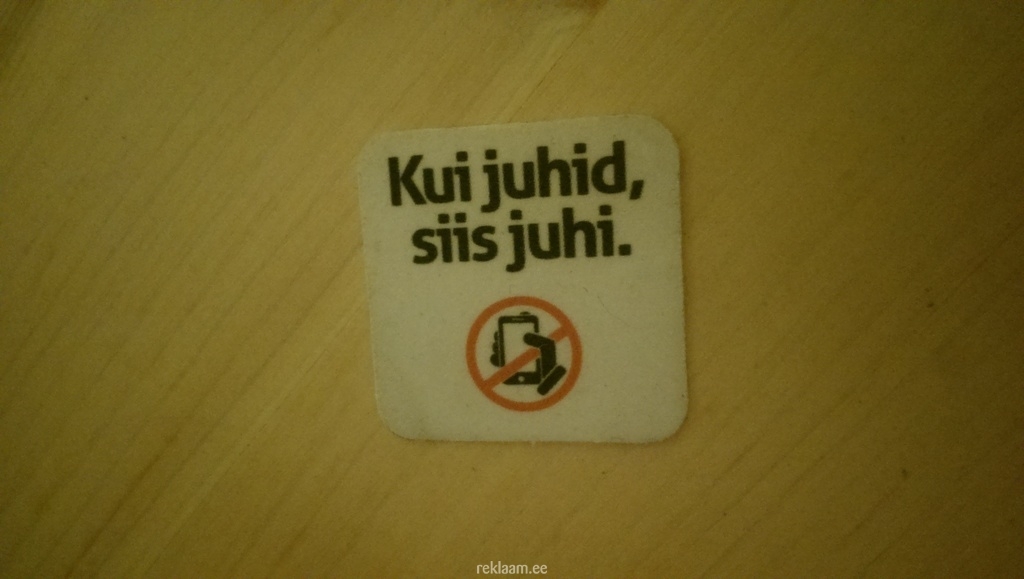 Kui juhid,
siis juhi.
reklaam.ee